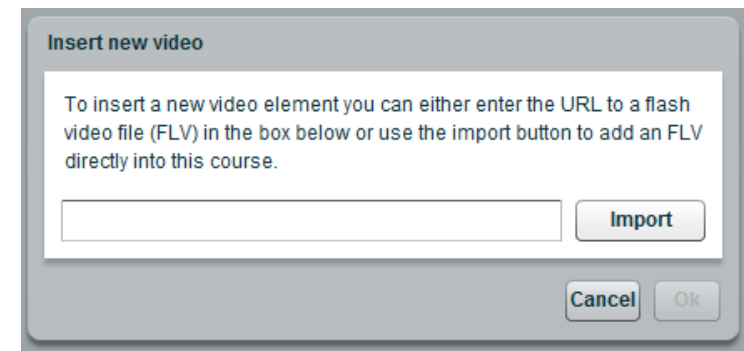 Insert new video
To insert a new video element you can either enter the URL to a flash
video file (FLV) in the box below or use the import button to add an FLV
directly into this course.
Import
Cancel Ok